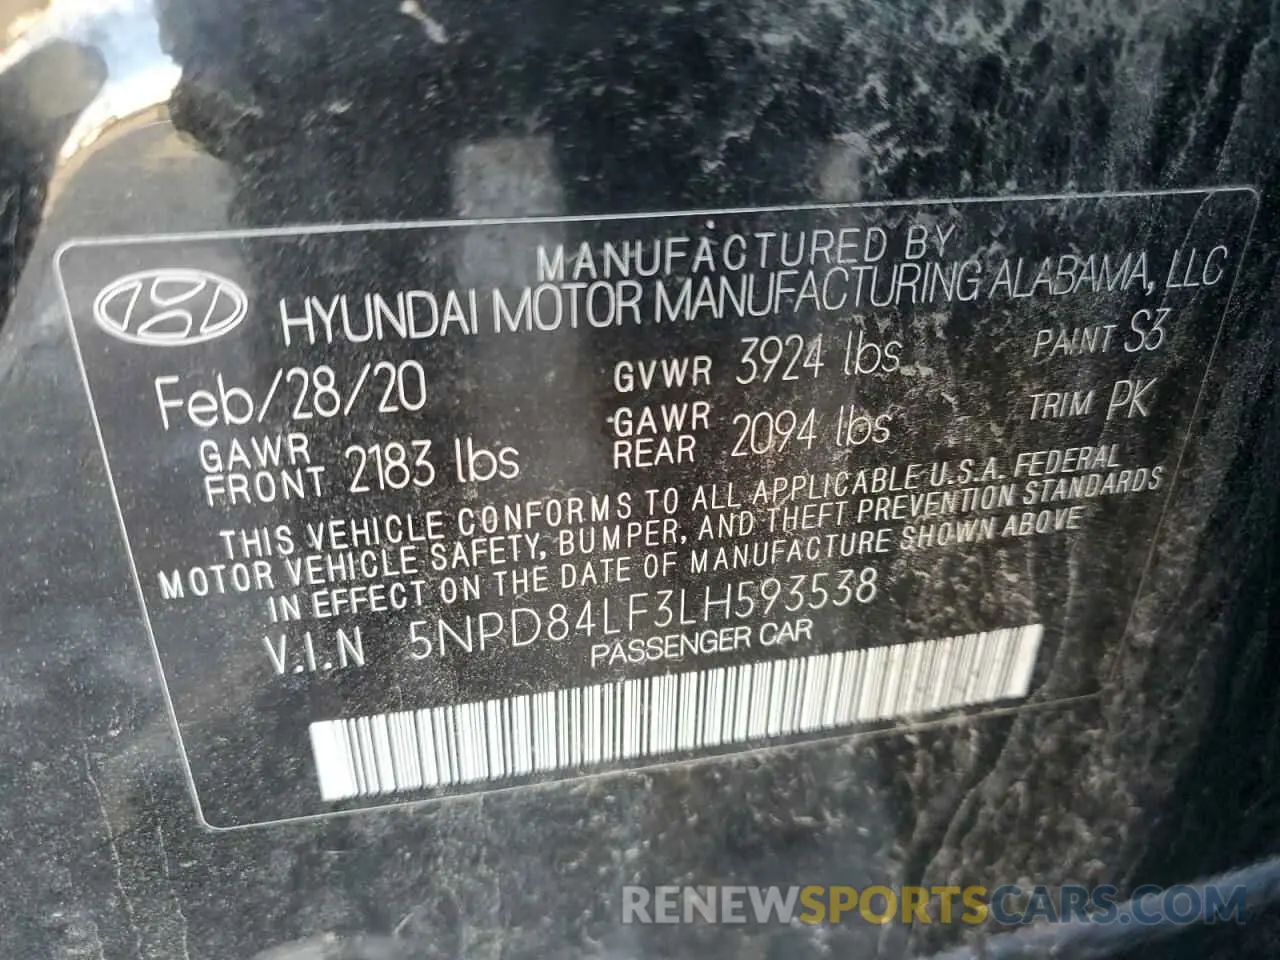 MANUFACTURED BY
HYUNDAI MOTOR MANUFACTURING ALABAMA, LLC
Feb/28/20 GVWR 3924 lbs PAINT S3
GAWR FRONT 2183 lbs GAWR REAR 2094 lbs TRIM PK
THIS VEHICLE CONFORMS TO ALL APPLICABLE U.S.A. FEDERAL
MOTOR VEHICLE SAFETY, BUMPER, AND THEFT PREVENTION STANDARDS
IN EFFECT ON THE DATE OF MANUFACTURE SHOWN ABOVE
V.I.N 5NPD84LF3LH593538
PASSENGER CAR
RENEWSPORTSCARS.COM